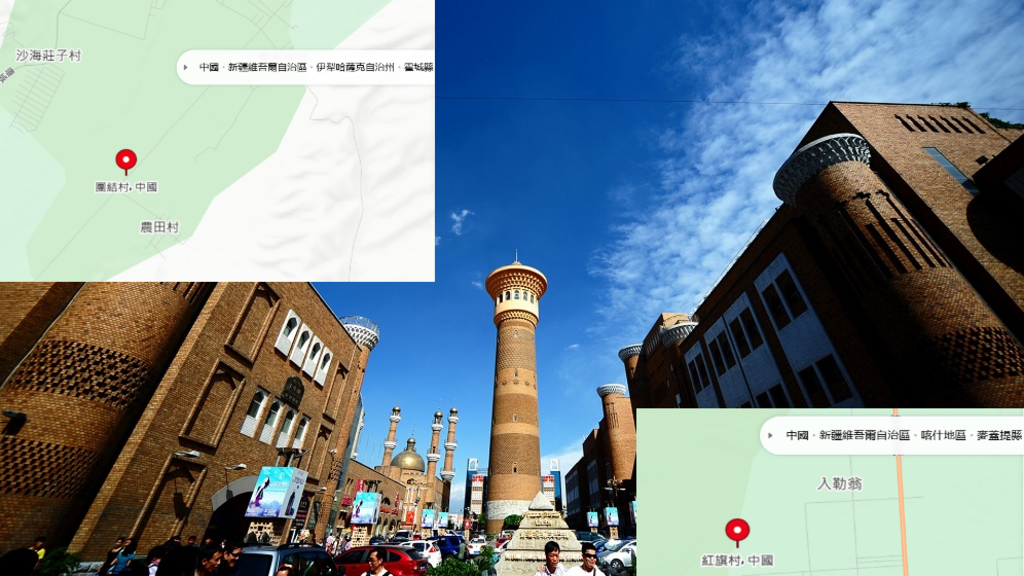 沙海莊子村
中國·新疆維吾爾自治區·伊犁哈薩克自治州·霍城縣
團結村, 中國
農田村
中國·新疆維吾爾自治區·喀什地區·麥蓋提縣
入勒翁
紅旗村, 中國